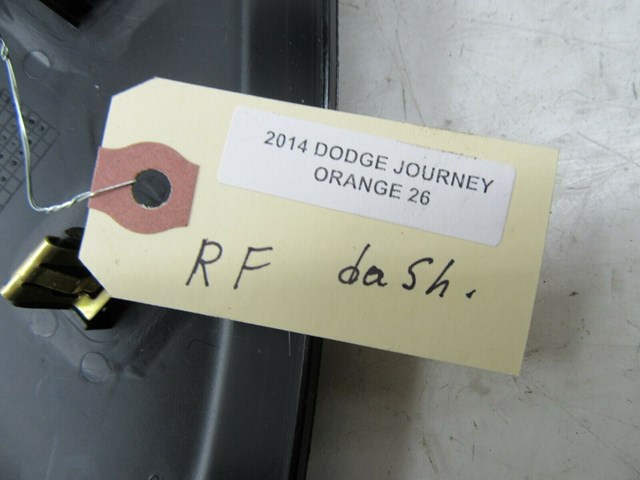 2014 DODGE JOURNEY
ORANGE 26
RF dash.